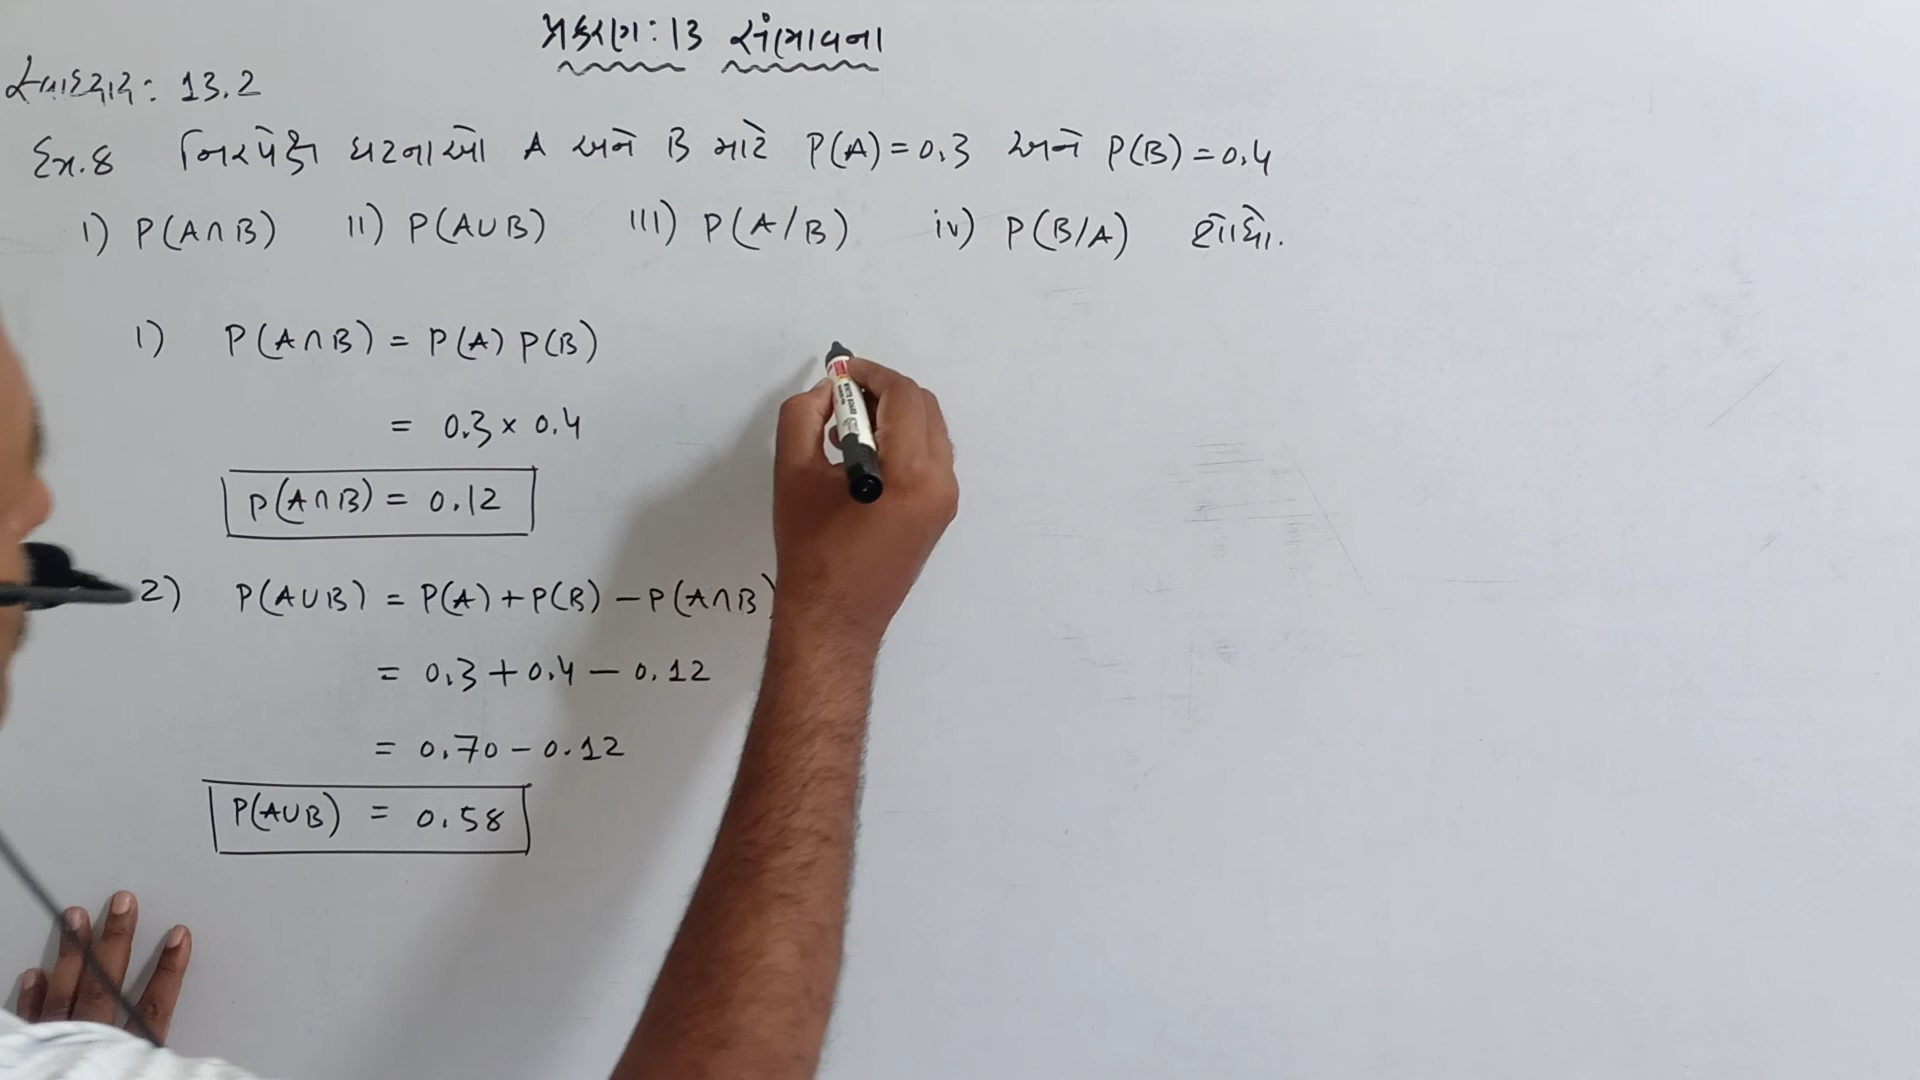 પ્રકરણ : 13 સંભાવના
સ્વાધ્યાય : 13.2
Ex.8 નિરપેક્ષ ઘટનાઓ A અને B માટે P(A) = 0.3 અને P(B) = 0.4
i) P(A∩B) ii) P(A∪B) iii) P(A/B) iv) P(B/A) શોધો.
1) P(A∩B) = P(A) P(B)
= 0.3 × 0.4
P(A∩B) = 0.12
2) P(A∪B) = P(A) + P(B) − P(A∩B)
= 0.3 + 0.4 − 0.12
= 0.70 − 0.12
P(A∪B) = 0.58